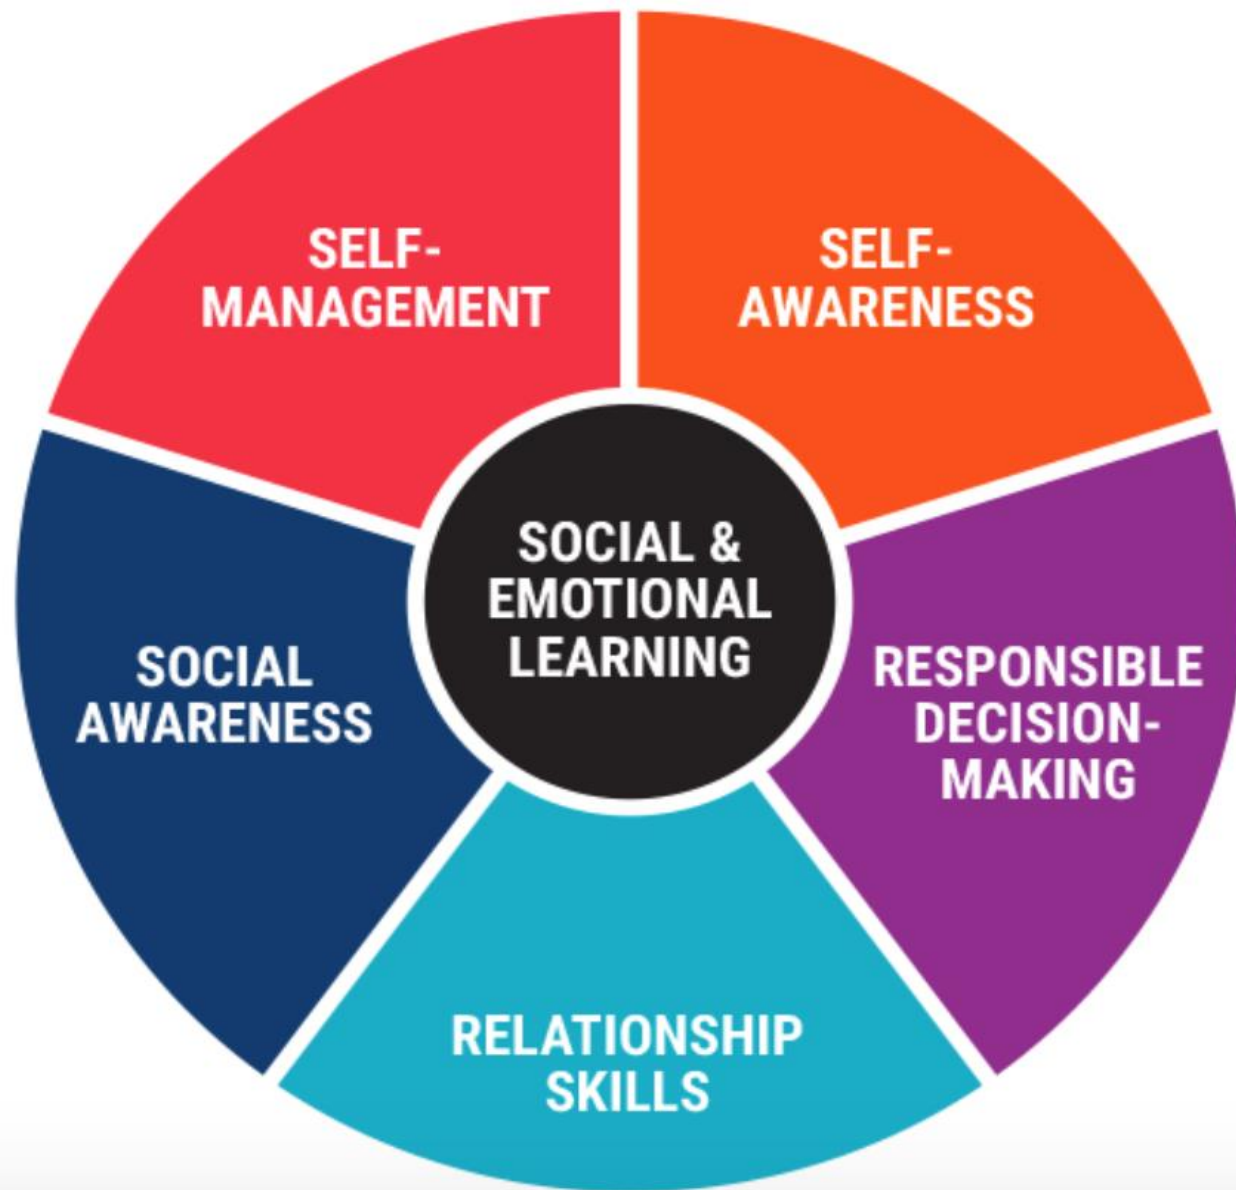 SELF-
MANAGEMENT
SELF-
AWARENESS
SOCIAL &
EMOTIONAL
LEARNING
SOCIAL
AWARENESS
RESPONSIBLE
DECISION-
MAKING
RELATIONSHIP
SKILLS